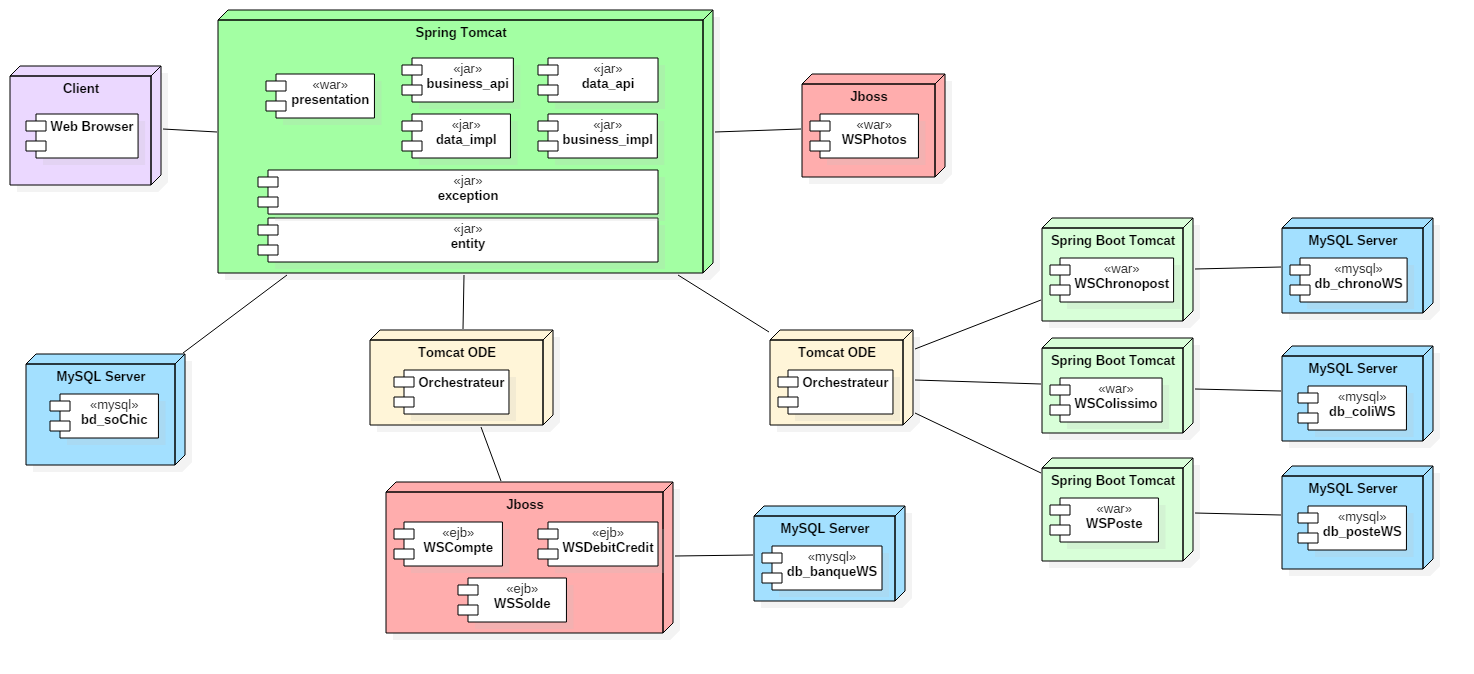 Client
Web Browser
Spring Tomcat
«war»
presentation
«jar»
business_api
«jar»
data_api
«jar»
data_impl
«jar»
business_impl
«jar»
exception
«jar»
entity
Jboss
«war»
WSPhotos
MySQL Server
«mysql»
bd_soChic
Tomcat ODE
Orchestrateur
Tomcat ODE
Orchestrateur
Spring Boot Tomcat
«war»
WSChronopost
MySQL Server
«mysql»
db_chronoWS
Spring Boot Tomcat
«war»
WSColissimo
MySQL Server
«mysql»
db_coliWS
Spring Boot Tomcat
«war»
WSPoste
MySQL Server
«mysql»
db_posteWS
Jboss
«ejb»
WSCompte
«ejb»
WSDebitCredit
«ejb»
WSSolde
MySQL Server
«mysql»
db_banqueWS